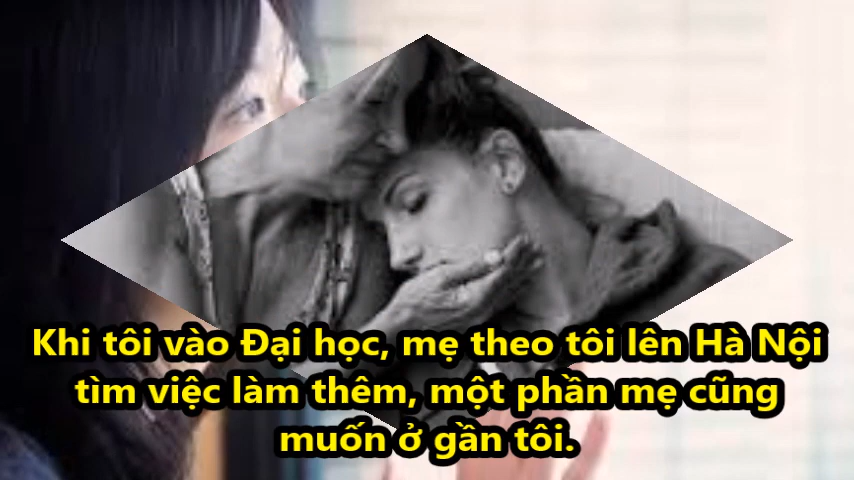 Khi tôi vào Đại học, mẹ theo tôi lên Hà Nội
tìm việc làm thêm, một phần mẹ cũng
muốn ở gần tôi.